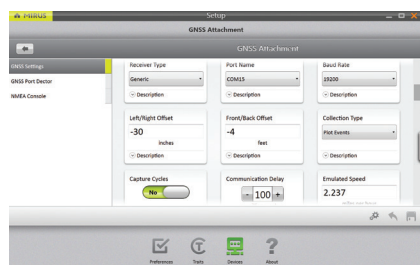 MIRUS
Setup
GNSS Attachment
GNSS Attachment
GNSS Settings
GNSS Port Dector
NMEA Console
Receiver Type
Port Name
Baud Rate
Generic
COM15
19200
Description
Description
Description
Left/Right Offset
Front/Back Offset
Collection Type
-30
-4
Plot Events
inches
feet
Description
Description
Description
Capture Cycles
Communication Delay
Emulated Speed
No
- 100 +
2.237
Preferences
Traits
Devices
About